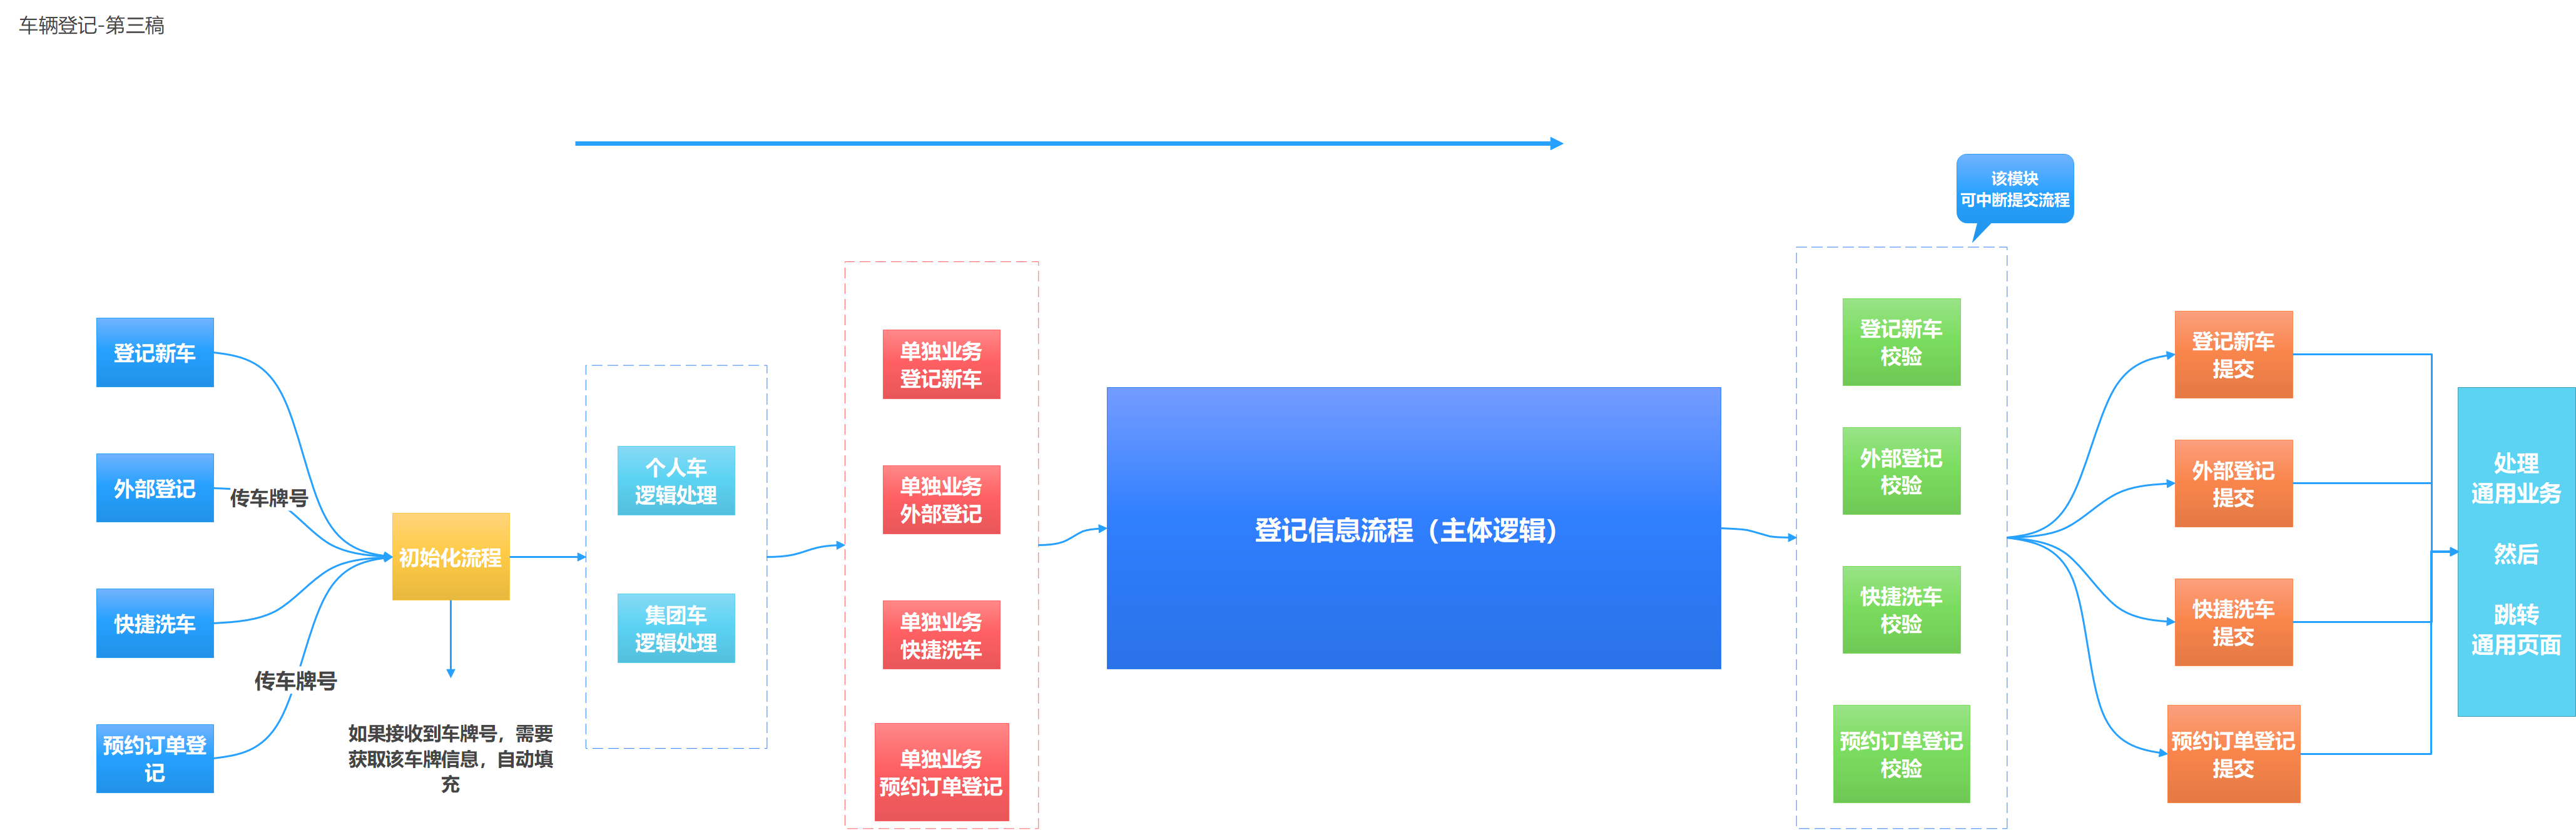 车辆登记-第三稿
该模块
可中断提交流程
登记新车
外部登记
传车牌号
快捷洗车
传车牌号
预约订单登
记
初始化流程
如果接收到车牌号，需要
获取该车牌信息，自动填
充
个人车
逻辑处理
集团车
逻辑处理
单独业务
登记新车
单独业务
外部登记
单独业务
快捷洗车
单独业务
预约订单登记
登记信息流程（主体逻辑）
登记新车
校验
外部登记
校验
快捷洗车
校验
预约订单登记
校验
登记新车
提交
外部登记
提交
快捷洗车
提交
预约订单登记
提交
处理
通用业务
然后
跳转
通用页面